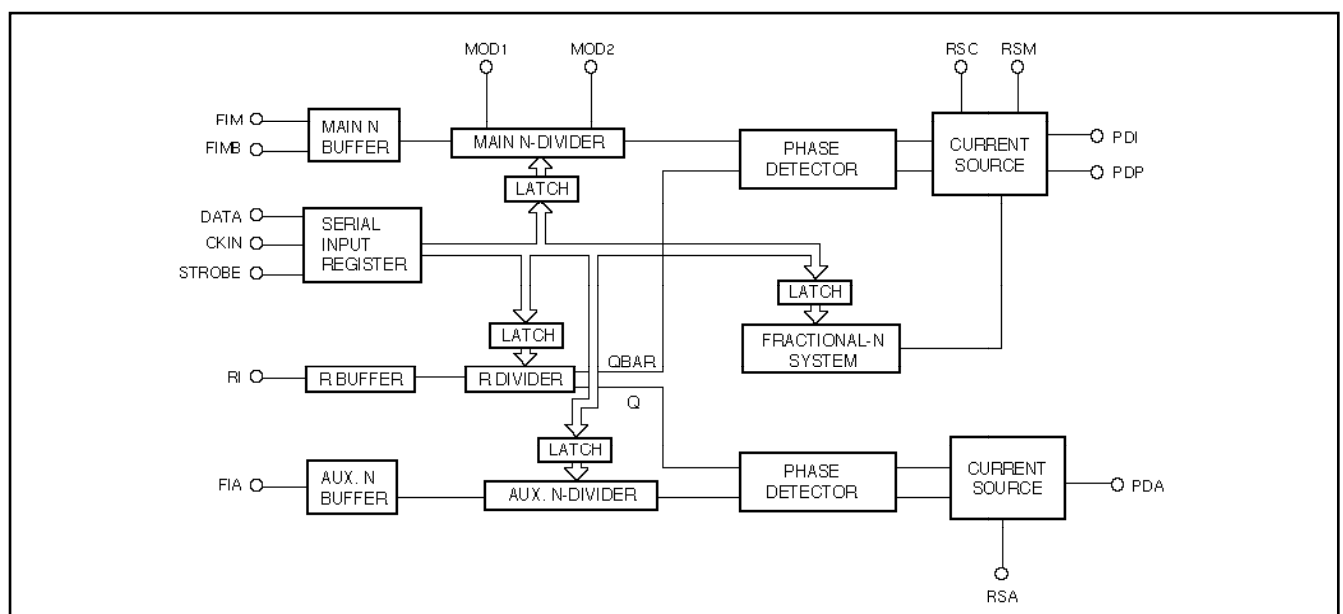 MOD1
MOD2
RSC
RSM
FIM
FIMB
MAIN N
BUFFER
MAIN N-DIVIDER
PHASE
DETECTOR
CURRENT
SOURCE
PDI
PDP
LATCH
DATA
CKIN
STROBE
SERIAL
INPUT
REGISTER
LATCH
FRACTIONAL-N
SYSTEM
LATCH
QBAR
RI
R BUFFER
R DIVIDER
Q
LATCH
FIA
AUX. N
BUFFER
AUX. N-DIVIDER
PHASE
DETECTOR
CURRENT
SOURCE
PDA
RSA